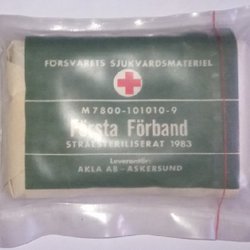 FÖRSVARETS SJUKVÅRDSMATERIEL
M7800-101010-9
Första Förband
STRÅLSTERILISERAT 1983
Leverantör:
AKLA AB - ASKERSUND